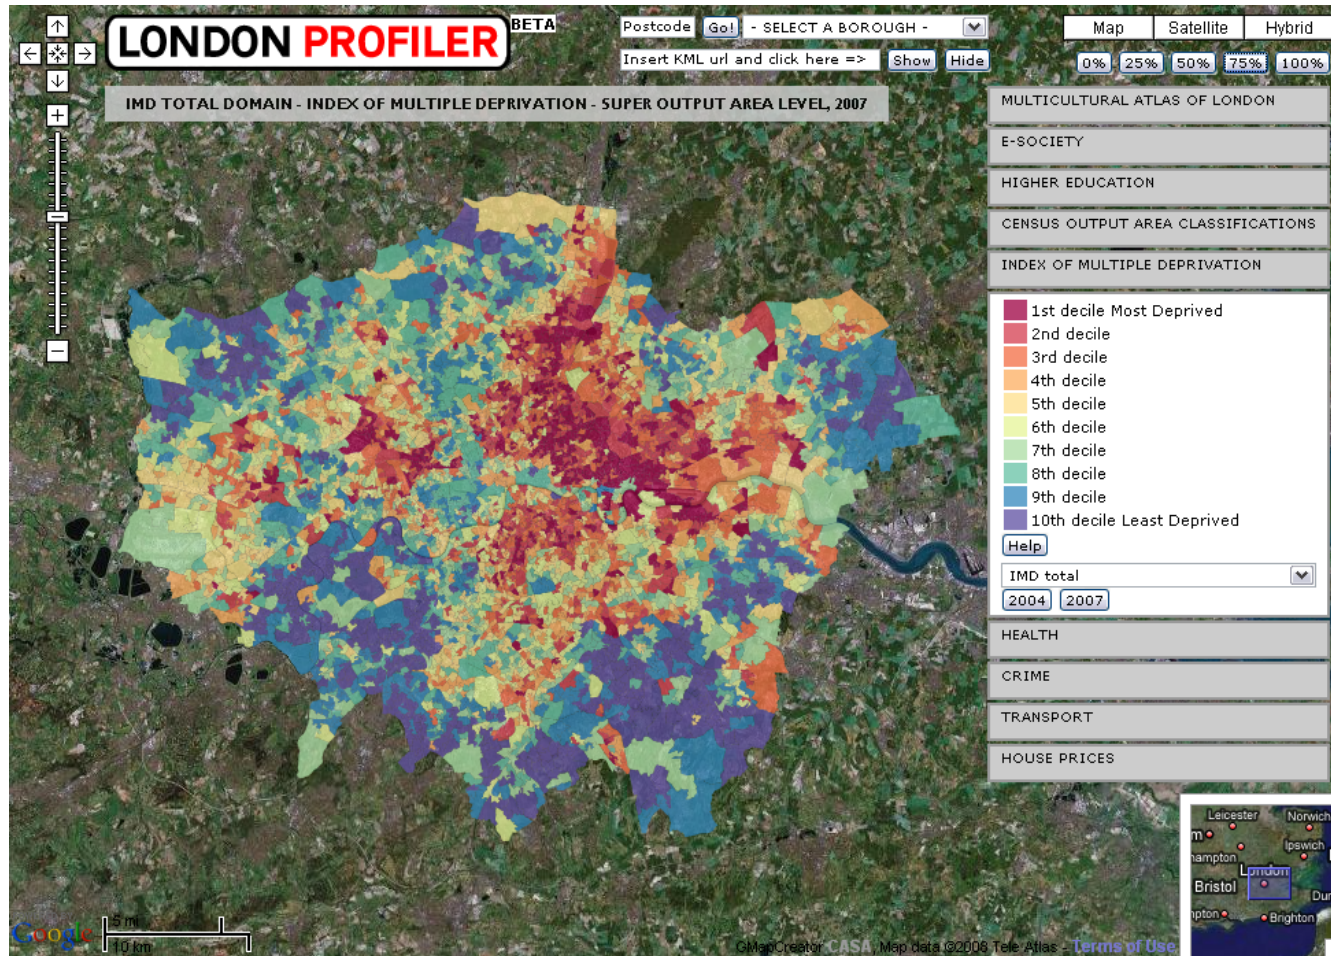 LONDON PROFILER BETA
Postcode Go! - SELECT A BOROUGH -
Insert KML url and click here => Show Hide
Map Satellite Hybrid
0% 25% 50% 75% 100%
IMD TOTAL DOMAIN - INDEX OF MULTIPLE DEPRIVATION - SUPER OUTPUT AREA LEVEL, 2007
MULTICULTURAL ATLAS OF LONDON
E-SOCIETY
HIGHER EDUCATION
CENSUS OUTPUT AREA CLASSIFICATIONS
INDEX OF MULTIPLE DEPRIVATION
1st decile Most Deprived
2nd decile
3rd decile
4th decile
5th decile
6th decile
7th decile
8th decile
9th decile
10th decile Least Deprived
Help
IMD total
2004 2007
HEALTH
CRIME
TRANSPORT
HOUSE PRICES
Leicester Norwich
m
hampton Ipswich
London
Bristol Dur
npton Brighton
Google 5 mi
10 km
GMapCreator CASA, Map data ©2008 Tele Atlas - Terms of Use